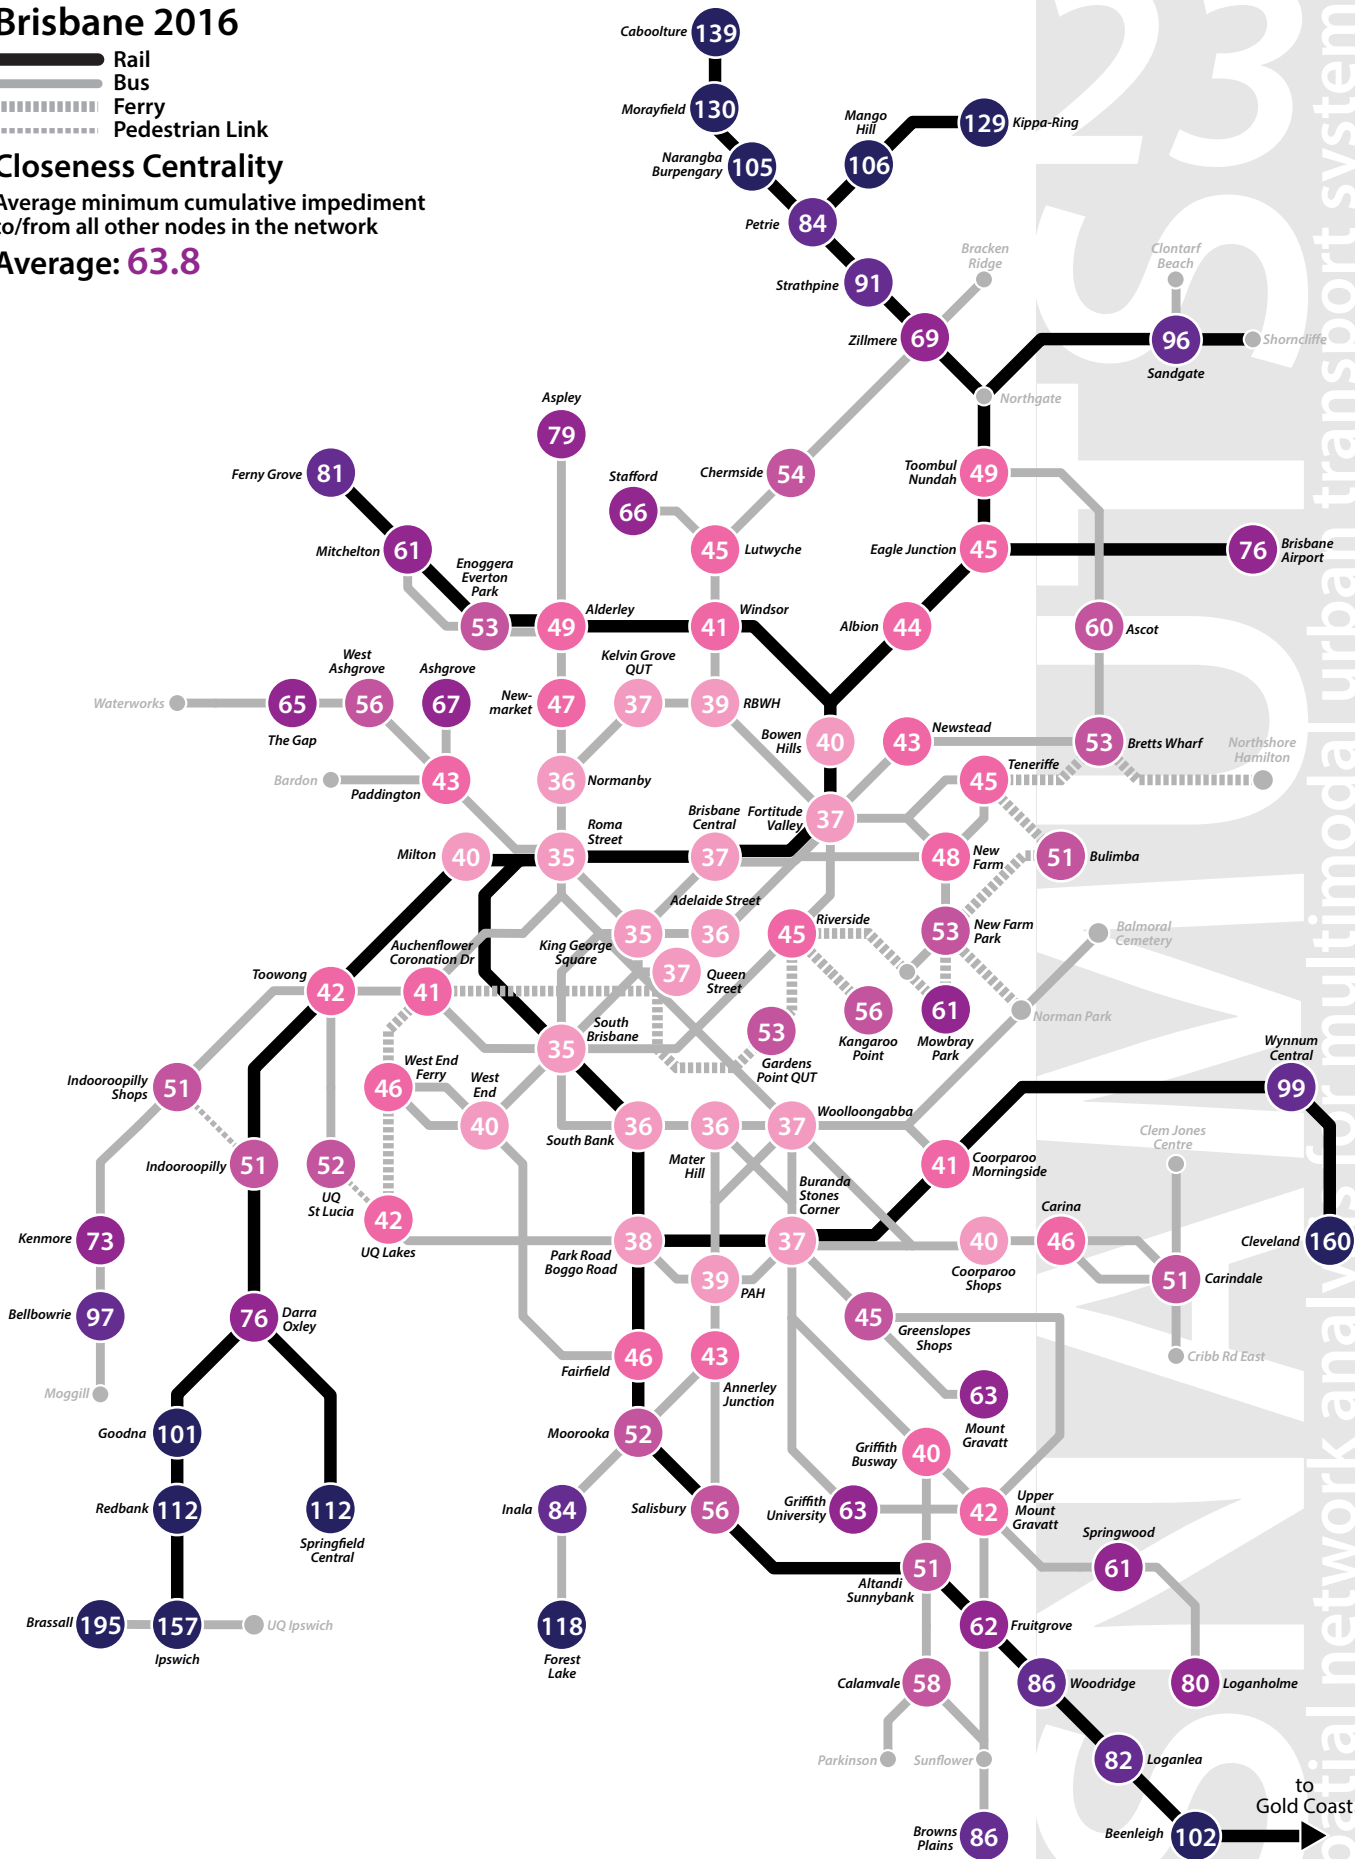 Brisbane 2016
Rail
Bus
Ferry
Pedestrian Link
Closeness Centrality
Average minimum cumulative impediment
to/from all other nodes in the network
Average: 63.8
23
Caboolture 139
Morayfield 130
Mango
Hill
106
129 Kippa-Ring
Narangba
Burpengary
105
Petrie 84
Strathpine 91
Bracken
Ridge
Clontarf
Beach
Zillmere 69
96
Sandgate
Shorncliffe
Northgate
Aspley
79
Ferny Grove 81
Stafford
66
Chermside 54
Toombul
Nundah
49
Mitchelton 61
45 Lutwyche
Eagle Junction 45
76 Brisbane
Airport
Enoggera
Everton
Park
53
49 Alderley
41 Windsor
Albion 44
60 Ascot
Waterworks
65
The Gap
West
Ashgrove
56
Ashgrove
67
New-
market
47
Kelvin Grove
QUT
37
39 RBWH
Bowen
Hills
40
43 Newstead
53 Bretts Wharf
Northshore
Hamilton
Bardon
Paddington
43
36 Normanby
45 Teneriffe
Brisbane
Central
37
Fortitude
Valley
37
Milton 40
Roma
Street
35
48 New
Farm
51 Bulimba
Adelaide Street
36
King George
Square
35
37 Queen
Street
45 Riverside
53 New Farm
Park
Balmoral
Cemetery
Toowong
42
Auchenflower
Coronation Dr
41
South
Brisbane
35
53
Gardens
Point QUT
56
Kangaroo
Point
61
Mowbray
Park
Norman Park
Wynnum
Central
99
Indooroopilly
Shops
51
West End
Ferry
46
West
End
40
South Bank 36
36
Mater
Hill
37 Woolloongabba
Clem Jones
Centre
Indooroopilly 51
52
UQ
St Lucia
42
UQ Lakes
41 Coorparoo
Morningside
Buranda
Stones
Corner
37
Kenmore 73
Park Road
Boggo Road
38
39 PAH
40
Coorparoo
Shops
Carina
46
51 Carindale
Cleveland 160
Bellbowrie 97
76 Darra
Oxley
45
Greenslopes
Shops
Cribb Rd East
Moggill
Fairfield 46
43
Annerley
Junction
63
Mount
Gravatt
Goodna 101
Moorooka 52
Griffith
Busway
40
Redbank 112
112
Springfield
Central
Inala 84
Salisbury 56
Griffith
University
63
42 Upper
Mount
Gravatt
Springwood
61
51
Altandi
Sunnybank
Brassall 195
157
Ipswich
UQ Ipswich
118
Forest
Lake
62 Fruitgrove
Calamvale 58
86 Woodridge
80 Loganholme
Parkinson
Sunflower
82 Loganlea
Browns
Plains
86
Beenleigh 102
to
Gold Coast
spatial network analysis for multimodal urban transport systems